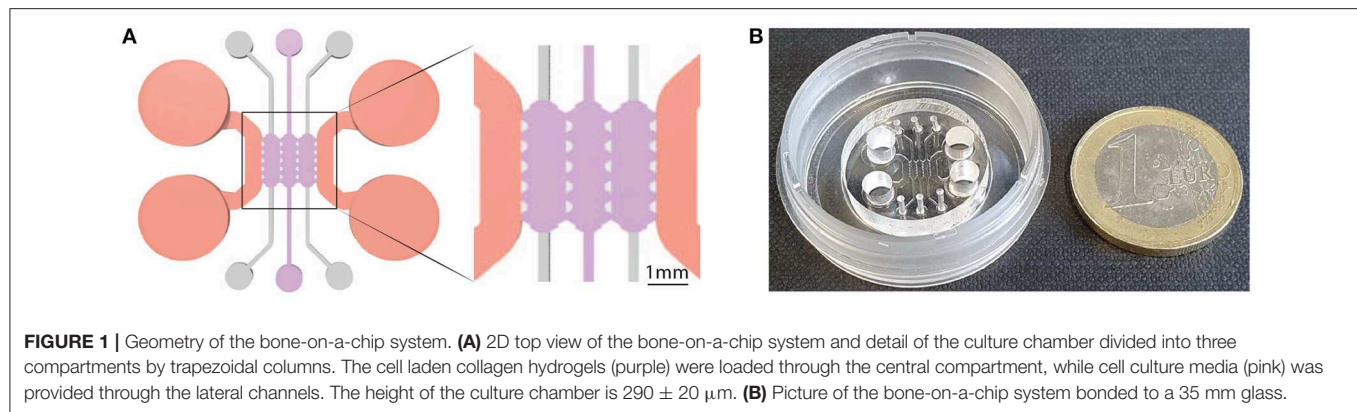 A
B
1mm
1
EURO
FIGURE 1 | Geometry of the bone-on-a-chip system. (A) 2D top view of the bone-on-a-chip system and detail of the culture chamber divided into three
compartments by trapezoidal columns. The cell laden collagen hydrogels (purple) were loaded through the central compartment, while cell culture media (pink) was
provided through the lateral channels. The height of the culture chamber is 290 ± 20 μm. (B) Picture of the bone-on-a-chip system bonded to a 35 mm glass.